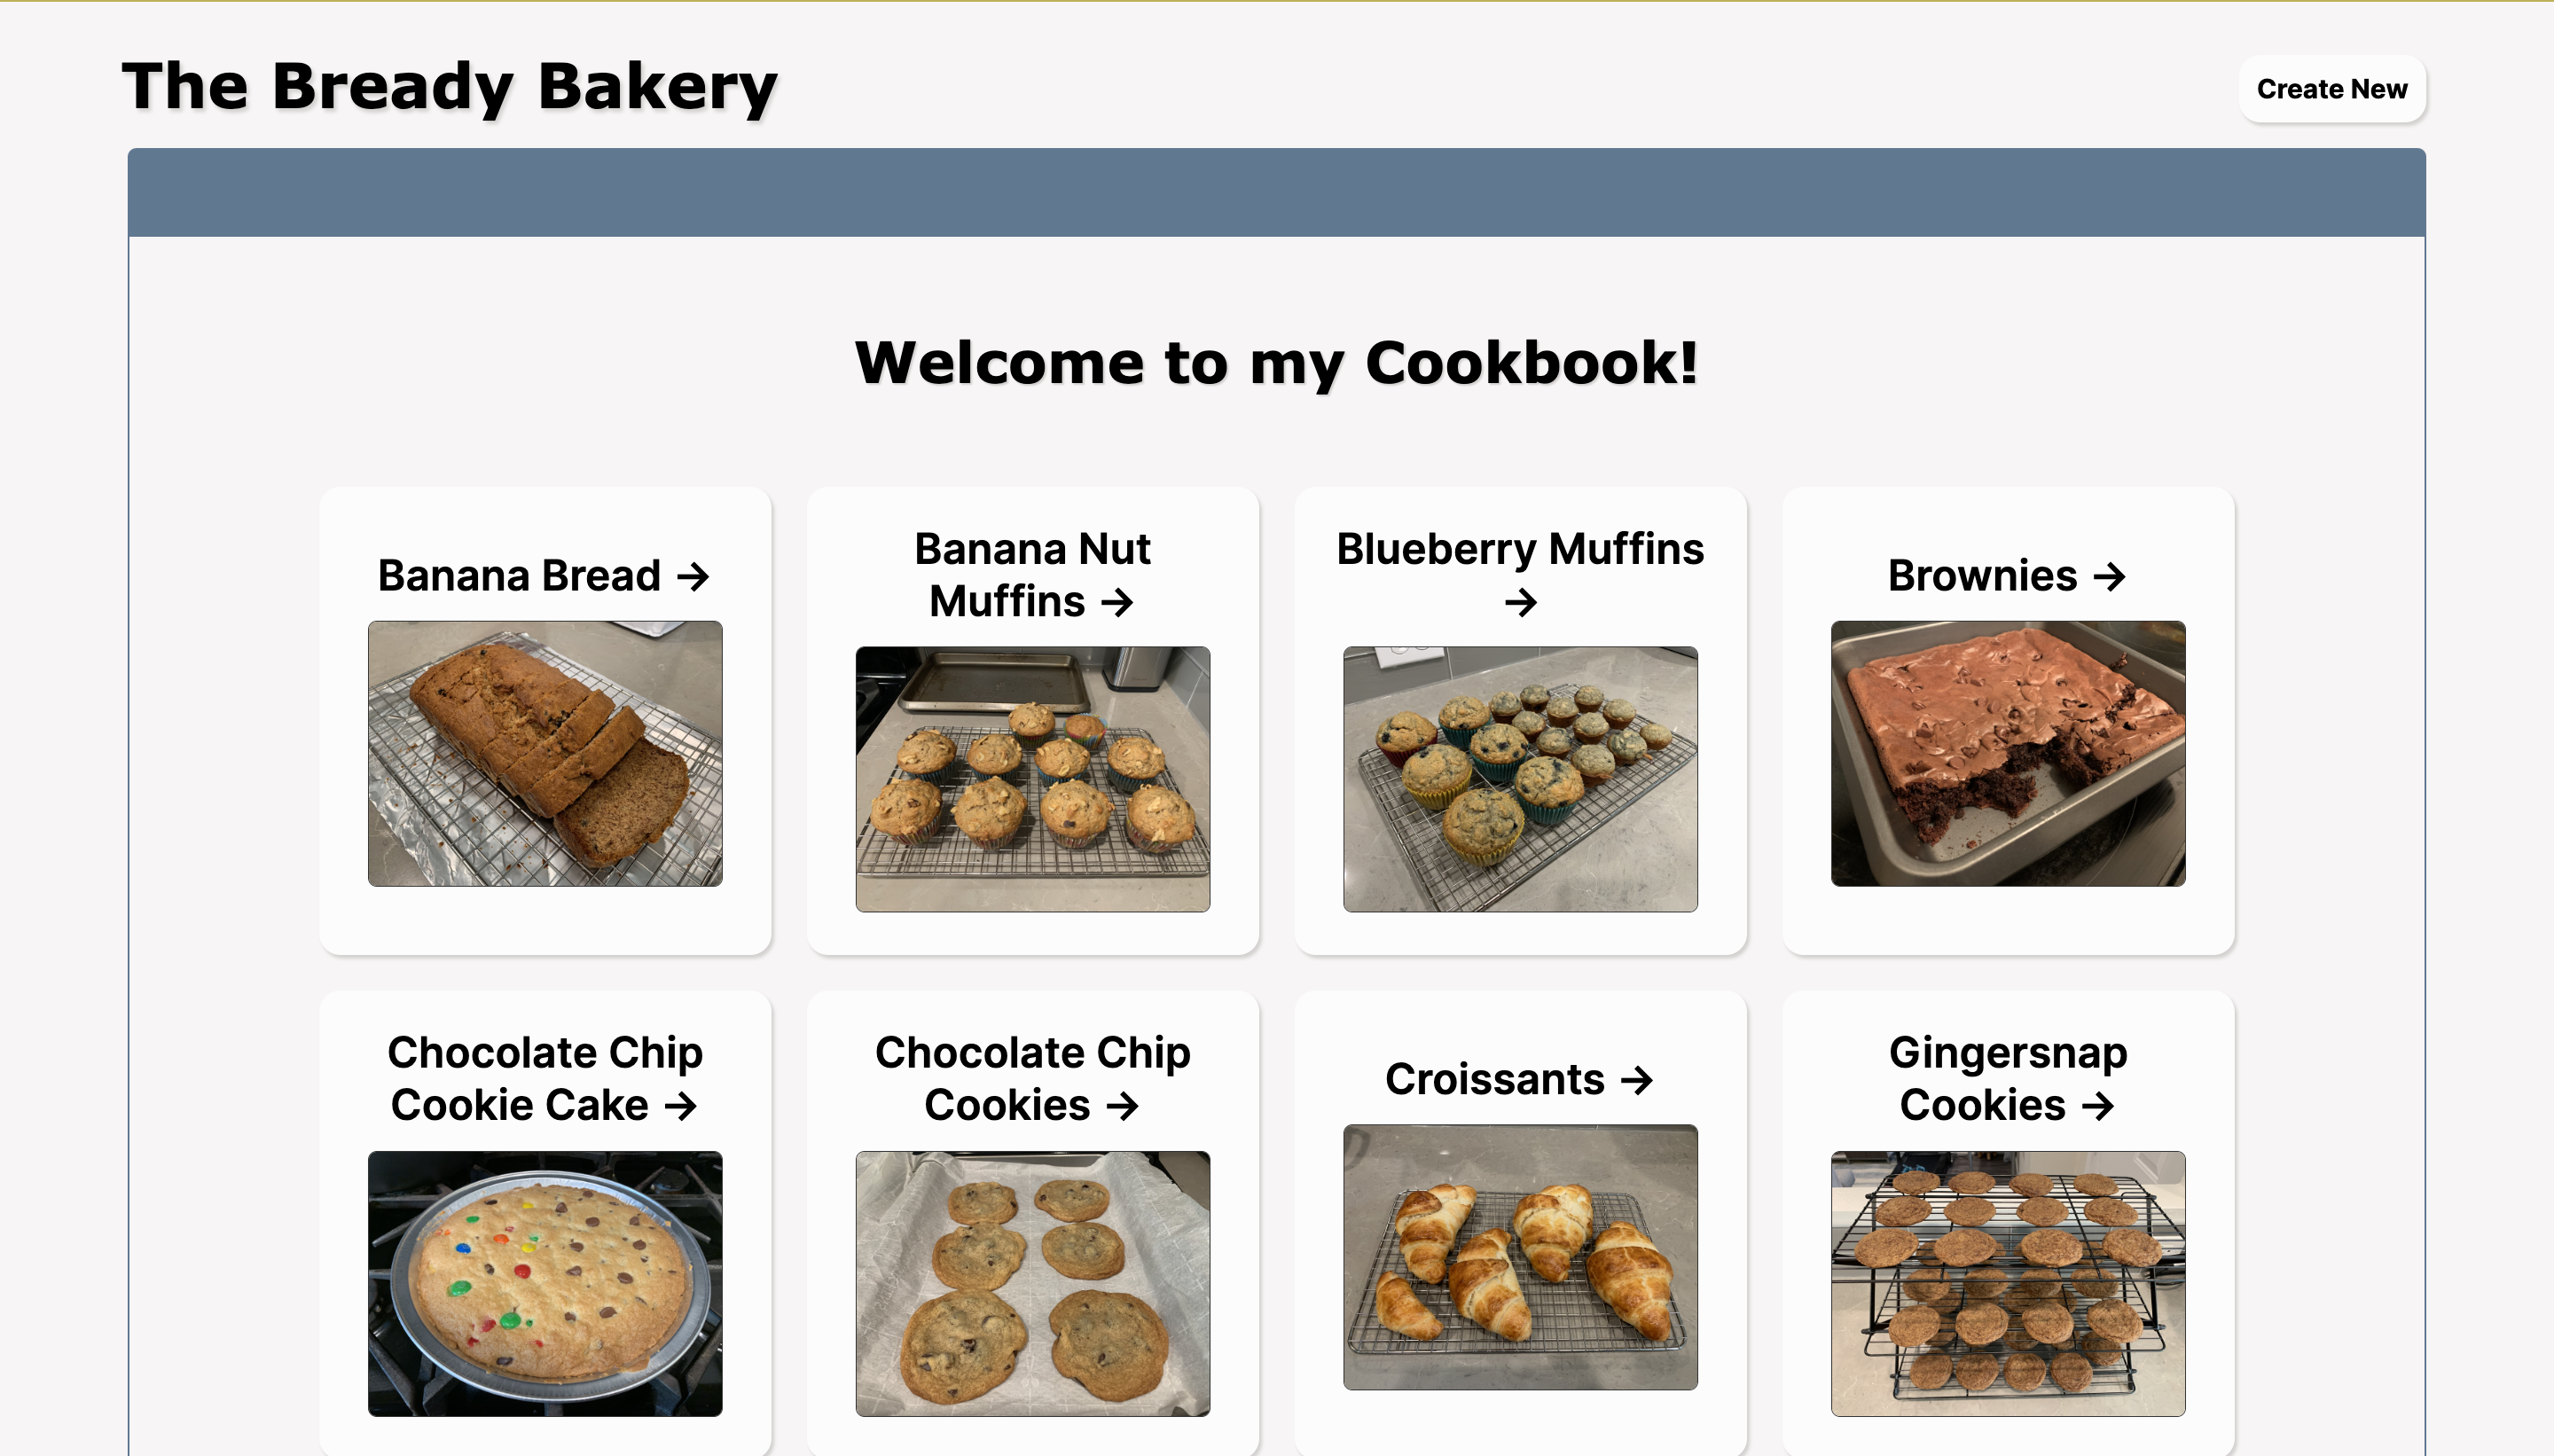 The Bready Bakery
Create New
Welcome to my Cookbook!
Banana Bread →
Banana Nut
Muffins →
Blueberry Muffins
→
Brownies →
Chocolate Chip
Cookie Cake →
Chocolate Chip
Cookies →
Croissants →
Gingersnap
Cookies →